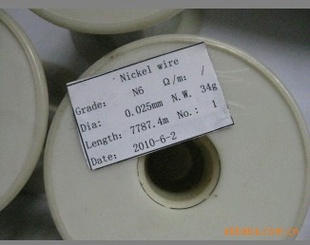 Nickel wire
Grade: N6 Ω/m: /
Dia: 0.025mm N.W. 34g
Length: 7787.4m No.: 1
Date: 2010-6-2